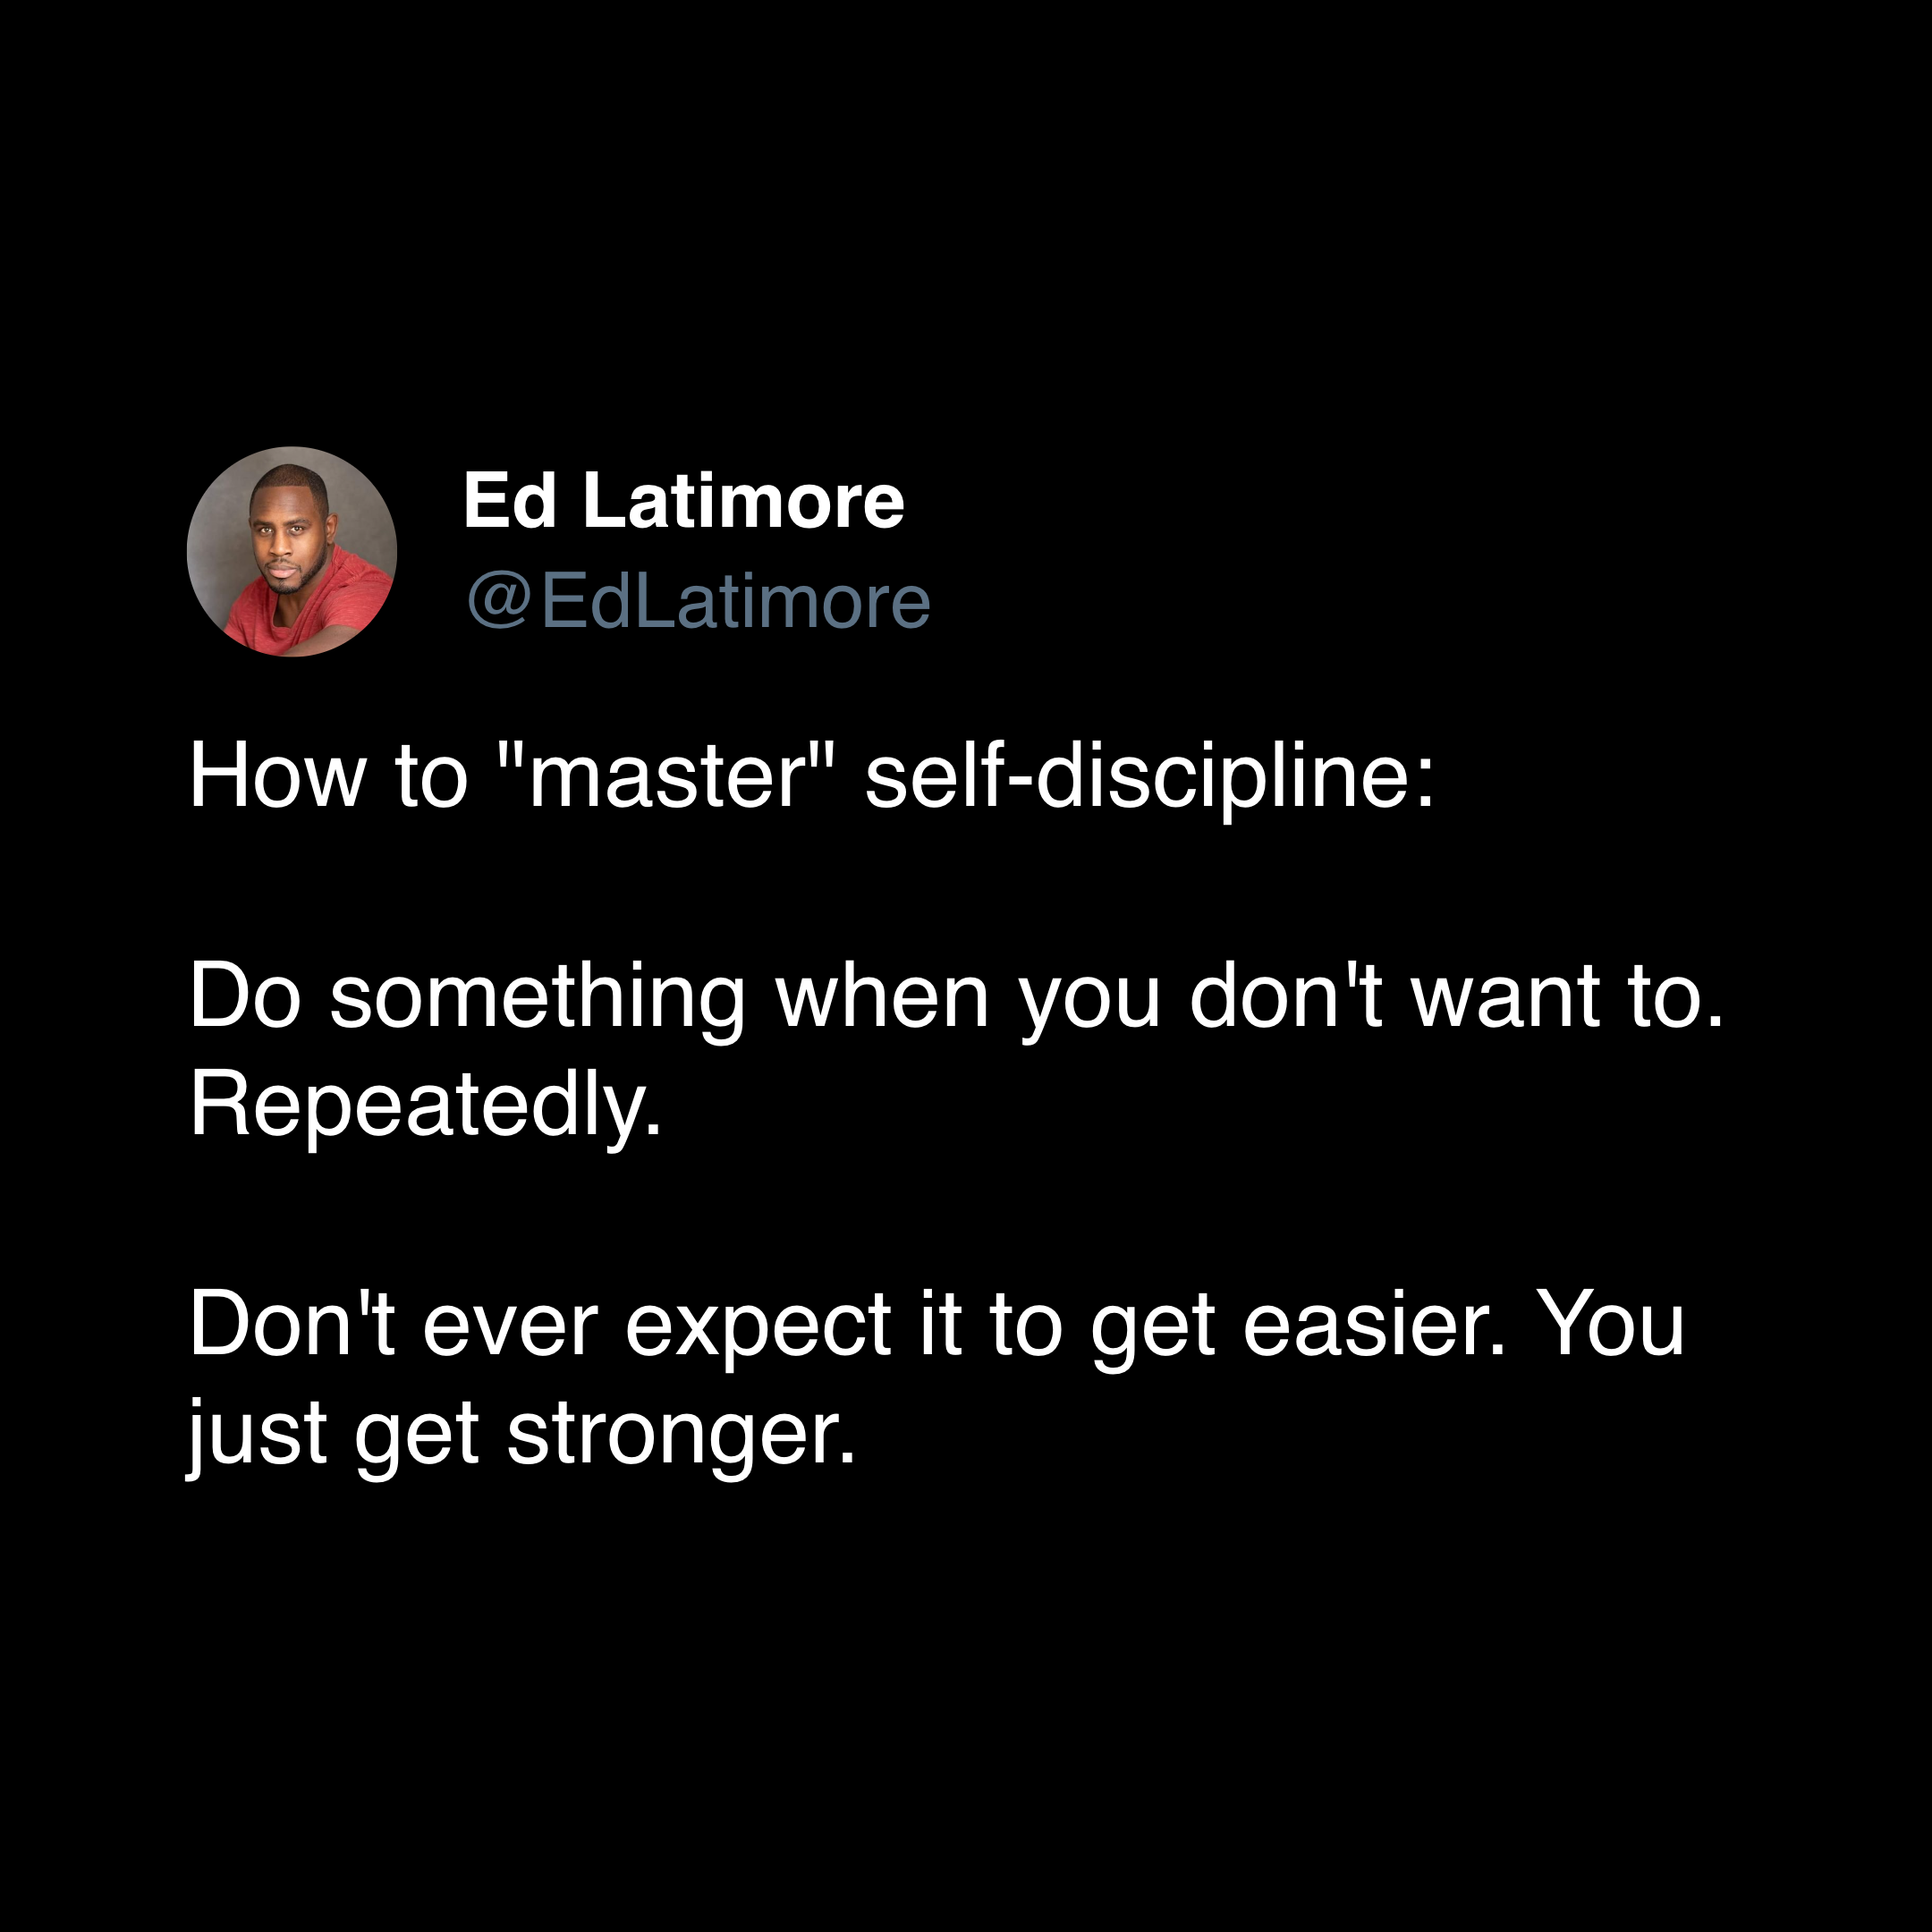 Ed Latimore
@EdLatimore
How to "master" self-discipline:
Do something when you don't want to.
Repeatedly.
Don't ever expect it to get easier. You
just get stronger.